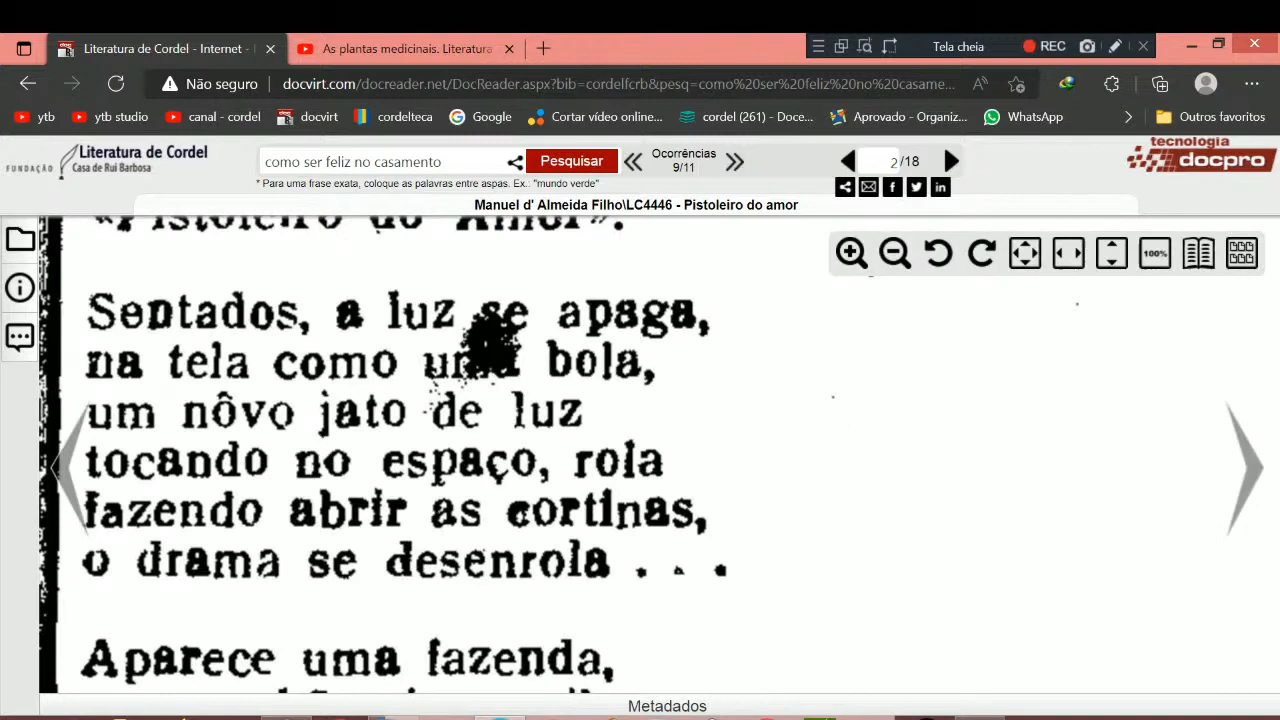 Literatura de Cordel - Internet -
As plantas medicinais. Literatura
Tela cheia
REC
Não seguro
docvirt.com/docreader.net/DocReader.aspx?bib=cordelfcrb&pesq=como%20ser%20feliz%20no%20casame...
ytb
ytb studio
canal - cordel
docvirt
cordelteca
Google
Cortar vídeo online...
cordel (261) - Doce...
Aprovado - Organiz...
WhatsApp
Outros favoritos
FUNDAÇÃO
Literatura de Cordel
Casa de Rui Barbosa
como ser feliz no casamento
Pesquisar
Ocorrências
9/11
2 /18
tecnologia
docpro
* Para uma frase exata, coloque as palavras entre aspas. Ex.: "mundo verde"
Manuel d' Almeida Filho\LC4446 - Pistoleiro do amor
100%
«Pistoleiro do Amor».
Sentados, a luz se apaga,
na tela como uma bola,
um nôvo jato de luz
tocando no espaço, rola
fazendo abrir as cortinas,
o drama se desenrola . . .
Aparece uma fazenda,
Metadados